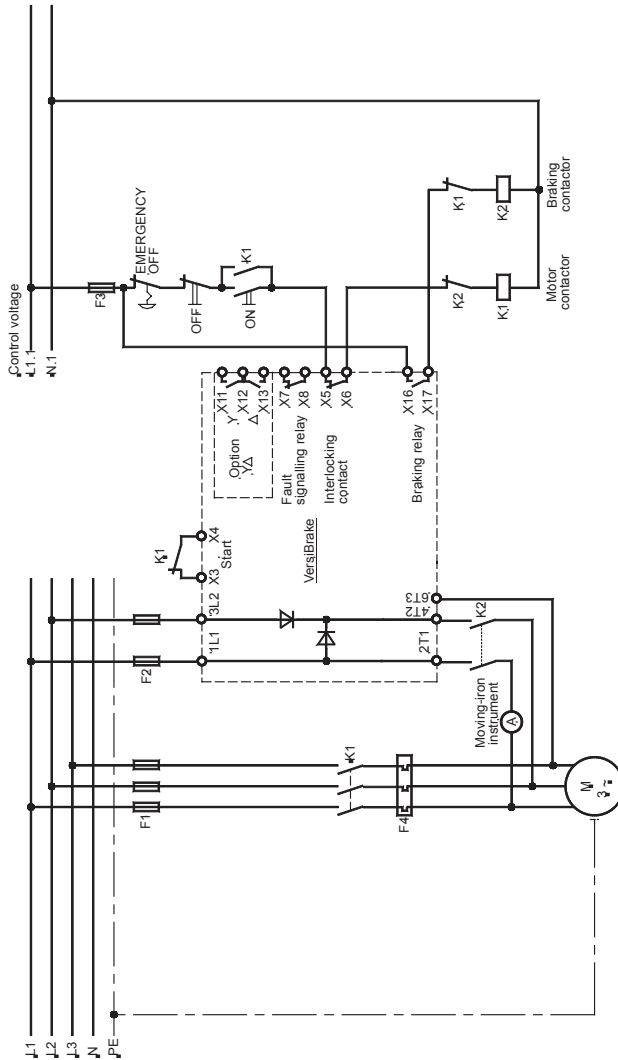 L1
L2
L3
N
PE
Control voltage
L1.1
N.1
F1
F2
F3
EMERGENCY
OFF
OFF
ON
K1
K1
X3
X4
Start
1L1
3L2
Option
Y
Δ
YΔ
X11
X12
X13
X7
X8
X5
X6
X16
X17
Fault
signalling relay
Interlocking
contact
VersiBrake
Braking relay
2T1
4T2
6T3
K1
F4
K2
A
Moving-iron
instrument
M
3 ~
K2
K1
K1
K2
Motor
contactor
Braking
contactor